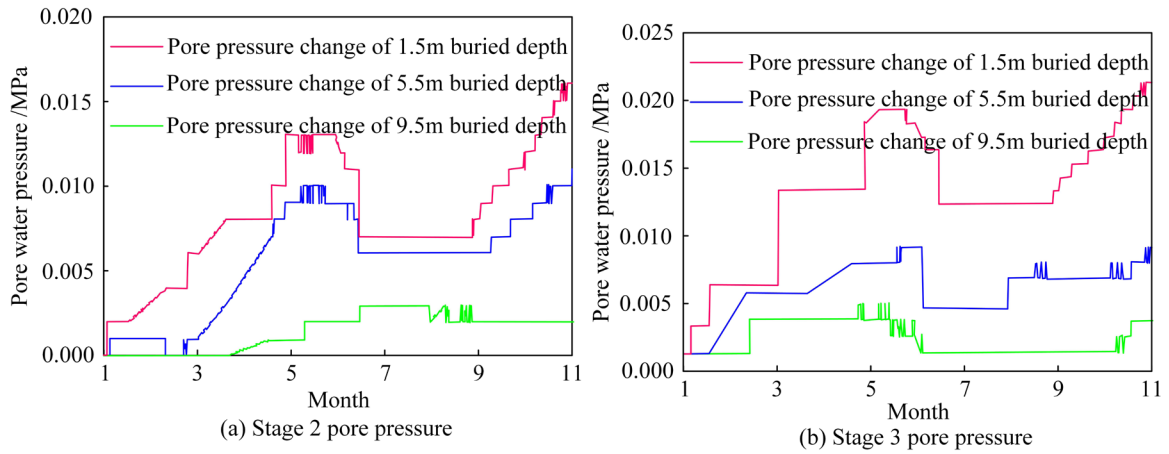 0.020
0.015
0.010
0.005
0.000
Pore water pressure /MPa
Pore pressure change of 1.5m buried depth
Pore pressure change of 5.5m buried depth
Pore pressure change of 9.5m buried depth
1 3 5 7 9 11
Month
(a) Stage 2 pore pressure
0.025
0.020
0.015
0.010
0.005
0.000
Pore water pressure /MPa
Pore pressure change of 1.5m buried depth
Pore pressure change of 5.5m buried depth
Pore pressure change of 9.5m buried depth
1 3 5 7 9 11
Month
(b) Stage 3 pore pressure